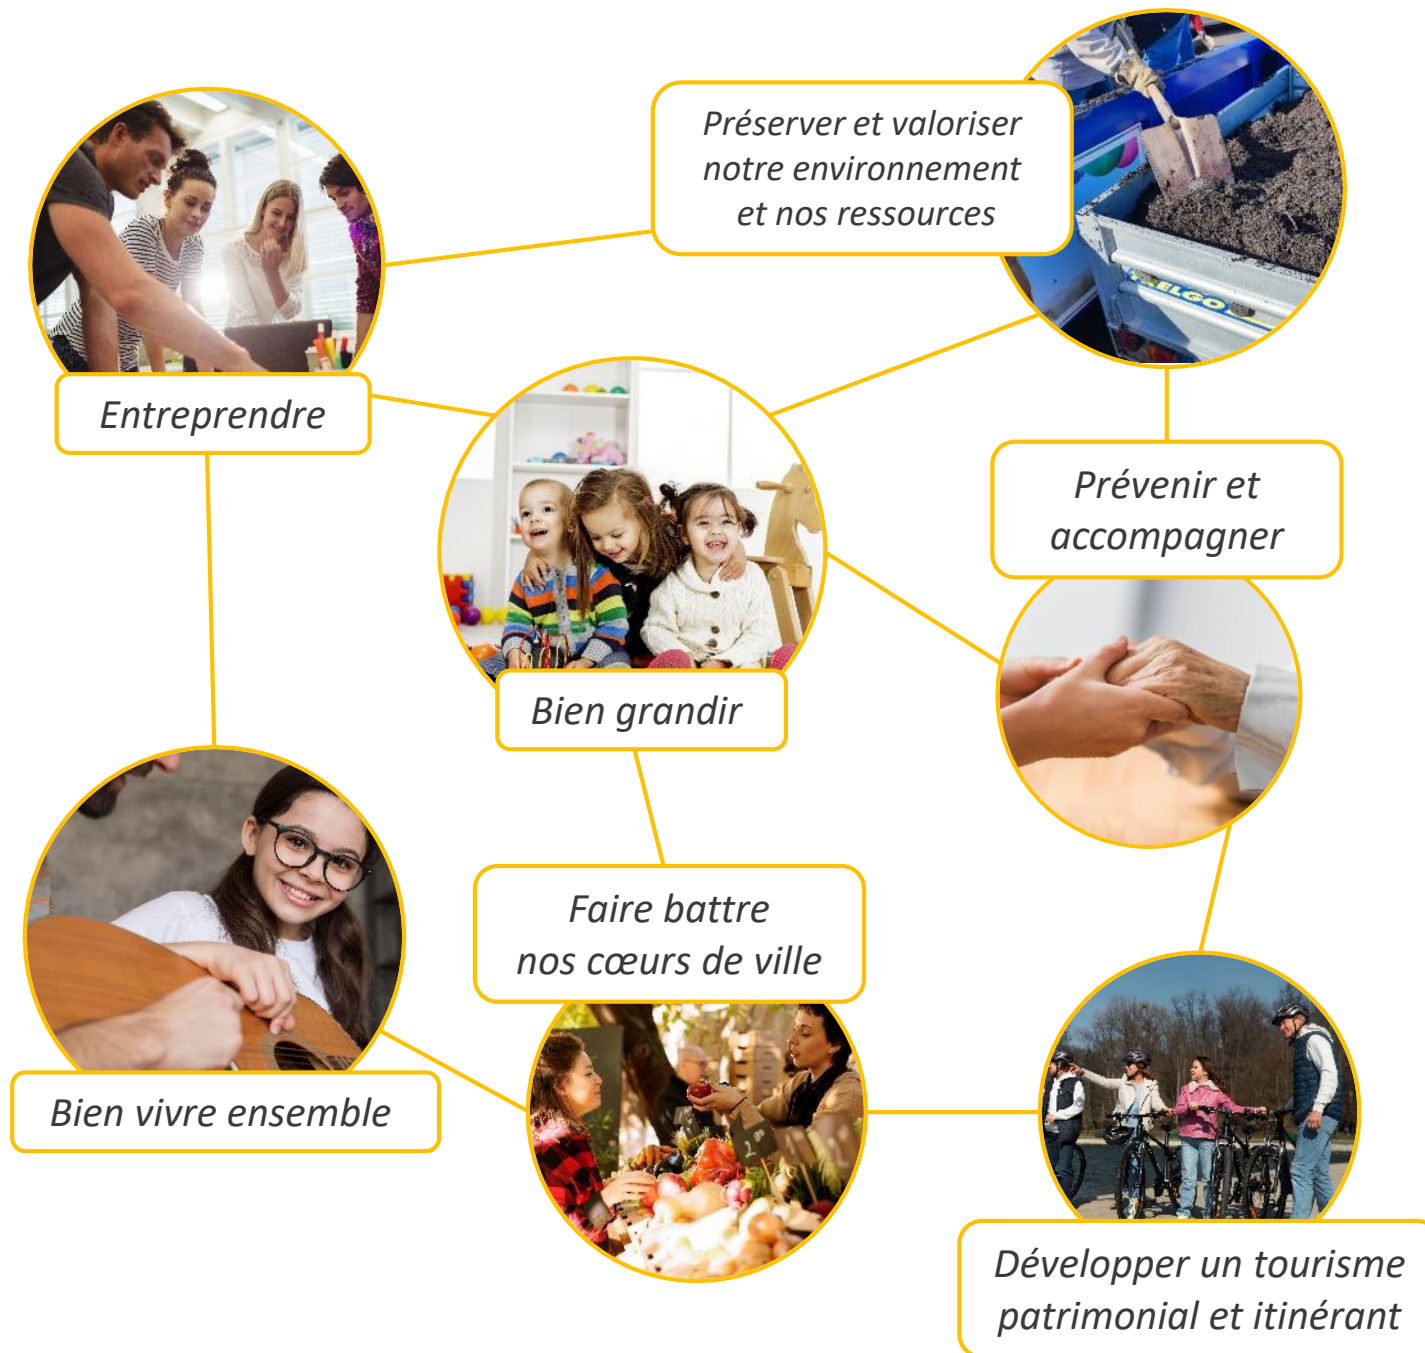 Préserver et valoriser
notre environnement
et nos ressources
ELGO
Entreprendre
Prévenir et
accompagner
Bien grandir
Faire battre
nos cœurs de ville
Bien vivre ensemble
Développer un tourisme
patrimonial et itinérant